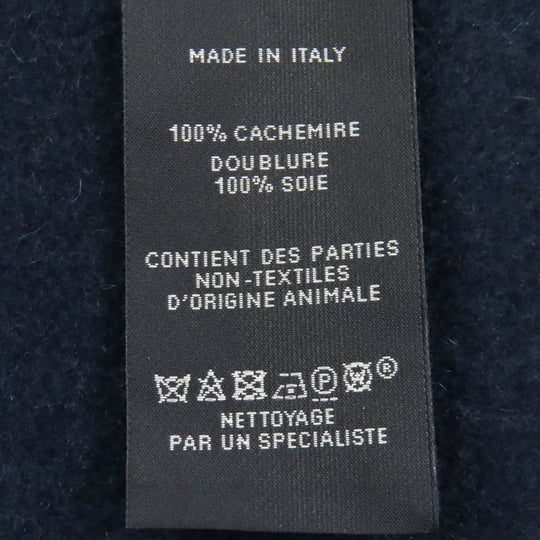 MADE IN ITALY
100% CACHEMIRE
DOUBLURE
100% SOIE
CONTIENT DES PARTIES
NON-TEXTILES
D'ORIGINE ANIMALE
P W ®
NETTOYAGE
PAR UN SPECIALISTE